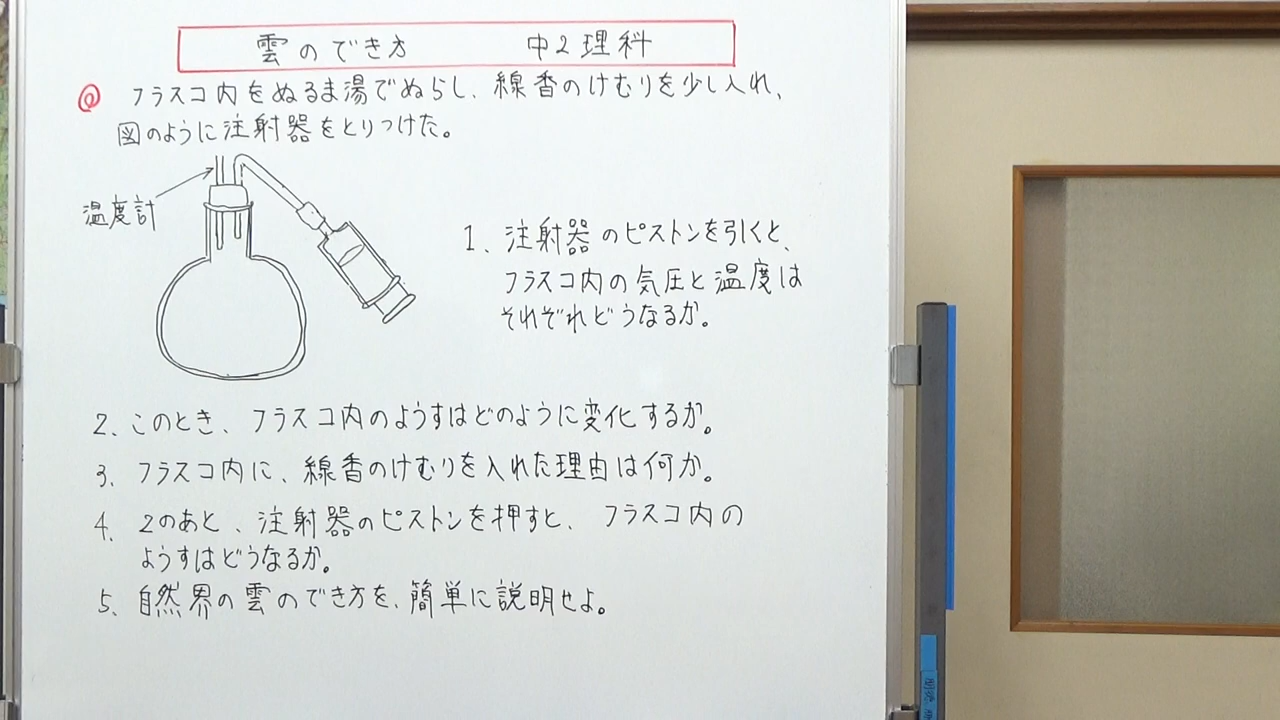 雲のでき方 中2理科
◎ フラスコ内をぬるま湯でぬらし、線香のけむりを少し入れ、
図のように注射器をとりつけた。
温度計
1、注射器のピストンを引くと、
フラスコ内の気圧と温度は
それぞれどうなるか。
2、このとき、フラスコ内のようすはどのように変化するか。
3、フラスコ内に、線香のけむりを入れた理由は何か。
4、2のあと、注射器のピストンを押すと、フラスコ内の
ようすはどうなるか。
5、自然界の雲のでき方を、簡単に説明せよ。